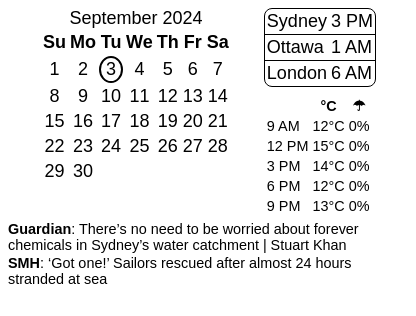 September 2024
Su Mo Tu We Th Fr Sa
1 2 3 4 5 6 7
8 9 10 11 12 13 14
15 16 17 18 19 20 21
22 23 24 25 26 27 28
29 30
Sydney 3 PM
Ottawa 1 AM
London 6 AM
°C ☂
9 AM 12°C 0%
12 PM 15°C 0%
3 PM 14°C 0%
6 PM 12°C 0%
9 PM 13°C 0%
Guardian: There’s no need to be worried about forever
chemicals in Sydney’s water catchment | Stuart Khan
SMH: ‘Got one!’ Sailors rescued after almost 24 hours
stranded at sea